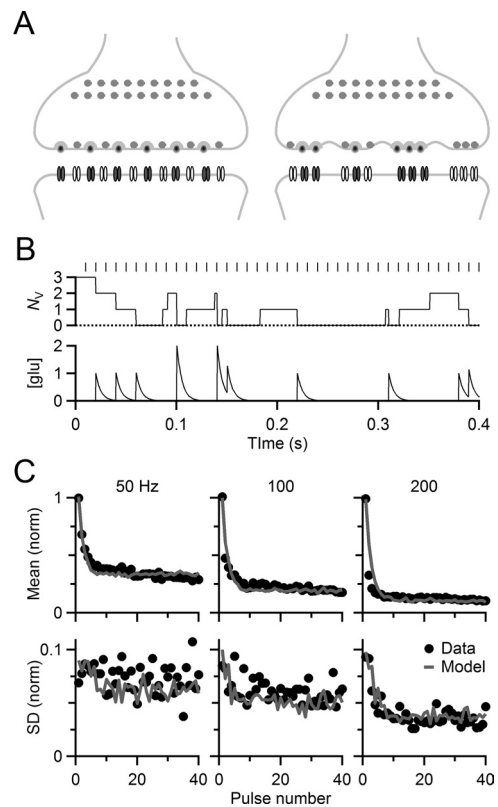 A
B
3
2
1
0
NV
2
1
0
[glu]
0 0.1 0.2 0.3 0.4
TIme (s)
C
50 Hz 100 200
1
0
Mean (norm)
0.1
0
SD (norm)
Data
Model
0 20 40 0 20 40 0 20 40
Pulse number